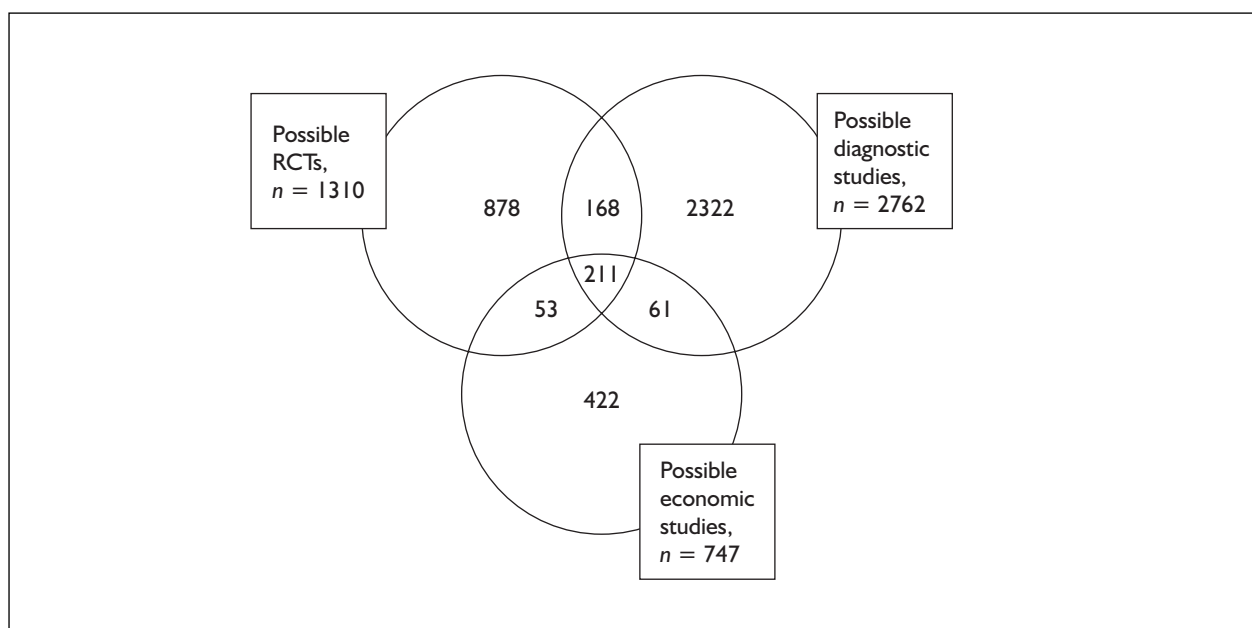 Possible
RCTs,
n = 1310
Possible
diagnostic
studies,
n = 2762
878
168
2322
211
53
61
422
Possible
economic
studies,
n = 747